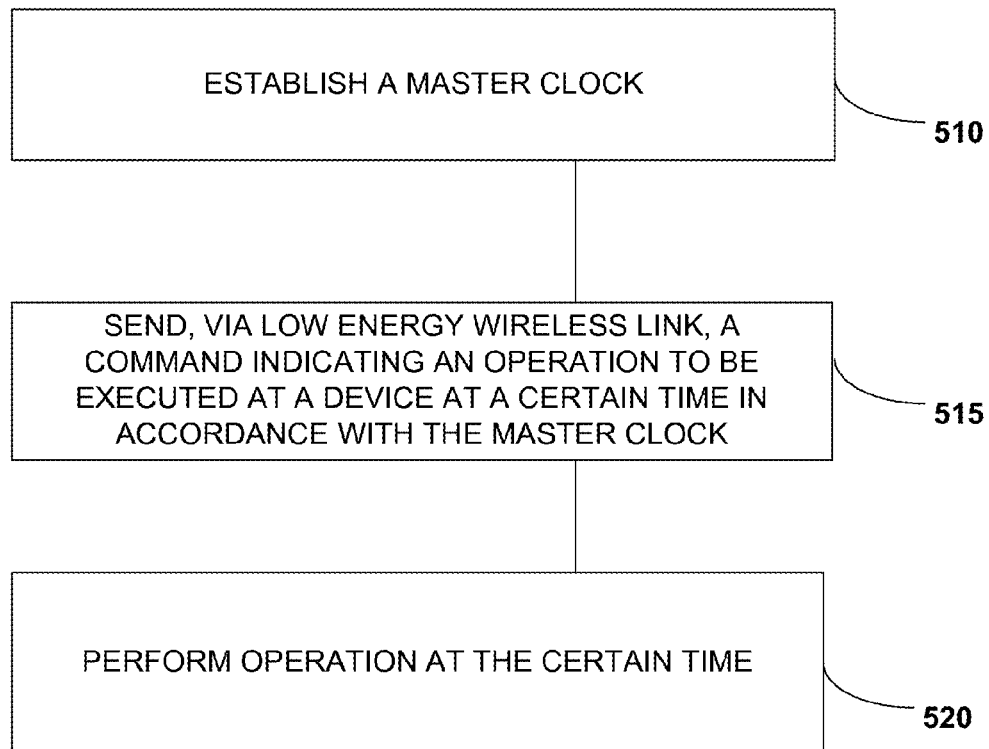 ESTABLISH A MASTER CLOCK
510
SEND, VIA LOW ENERGY WIRELESS LINK, A
COMMAND INDICATING AN OPERATION TO BE
EXECUTED AT A DEVICE AT A CERTAIN TIME IN
ACCORDANCE WITH THE MASTER CLOCK
515
PERFORM OPERATION AT THE CERTAIN TIME
520